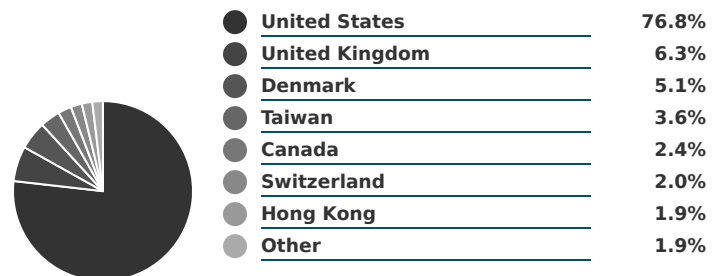 United States 76.8%
United Kingdom 6.3%
Denmark 5.1%
Taiwan 3.6%
Canada 2.4%
Switzerland 2.0%
Hong Kong 1.9%
Other 1.9%